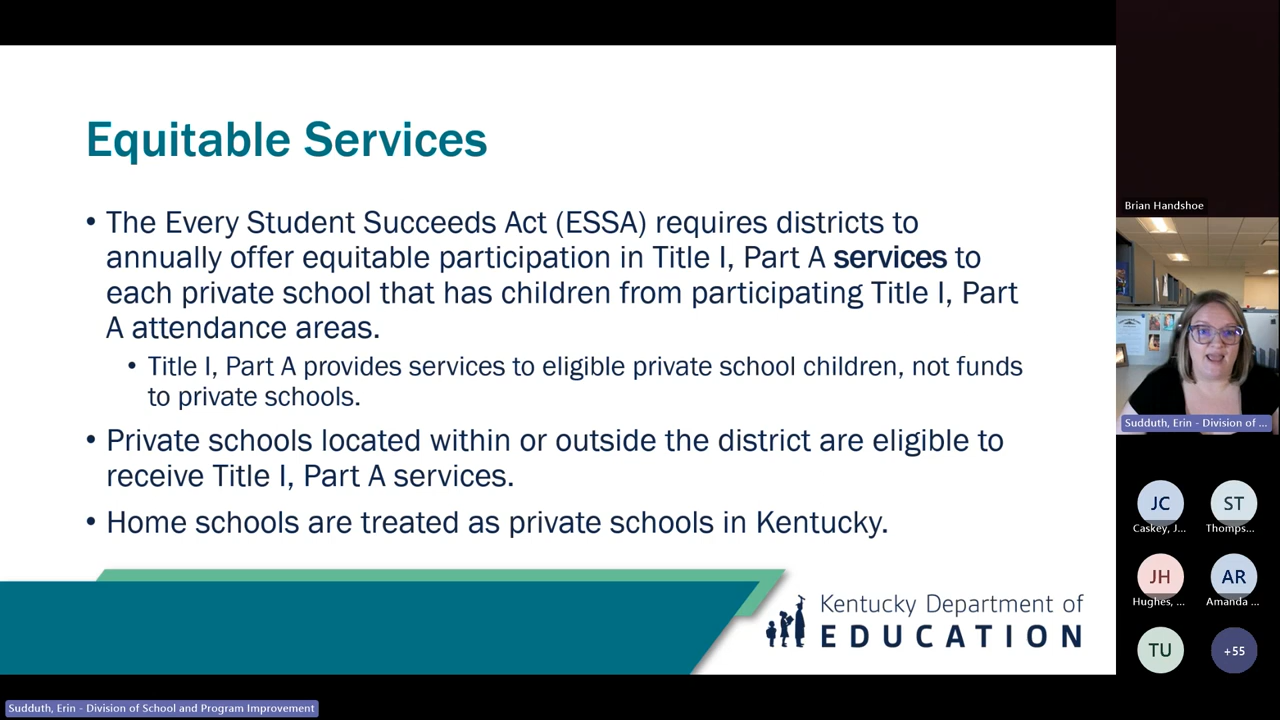 Equitable Services
• The Every Student Succeeds Act (ESSA) requires districts to
annually offer equitable participation in Title I, Part A services to
each private school that has children from participating Title I, Part
A attendance areas.
• Title I, Part A provides services to eligible private school children, not funds
to private schools.
• Private schools located within or outside the district are eligible to
receive Title I, Part A services.
• Home schools are treated as private schools in Kentucky.
Kentucky Department of
EDUCATION
Brian Handshoe
Sudduth, Erin - Division of ...
JC
Caskey, J...
ST
Thomps...
JH
Hughes, ...
AR
Amanda ...
TU
+55
Sudduth, Erin - Division of School and Program Improvement